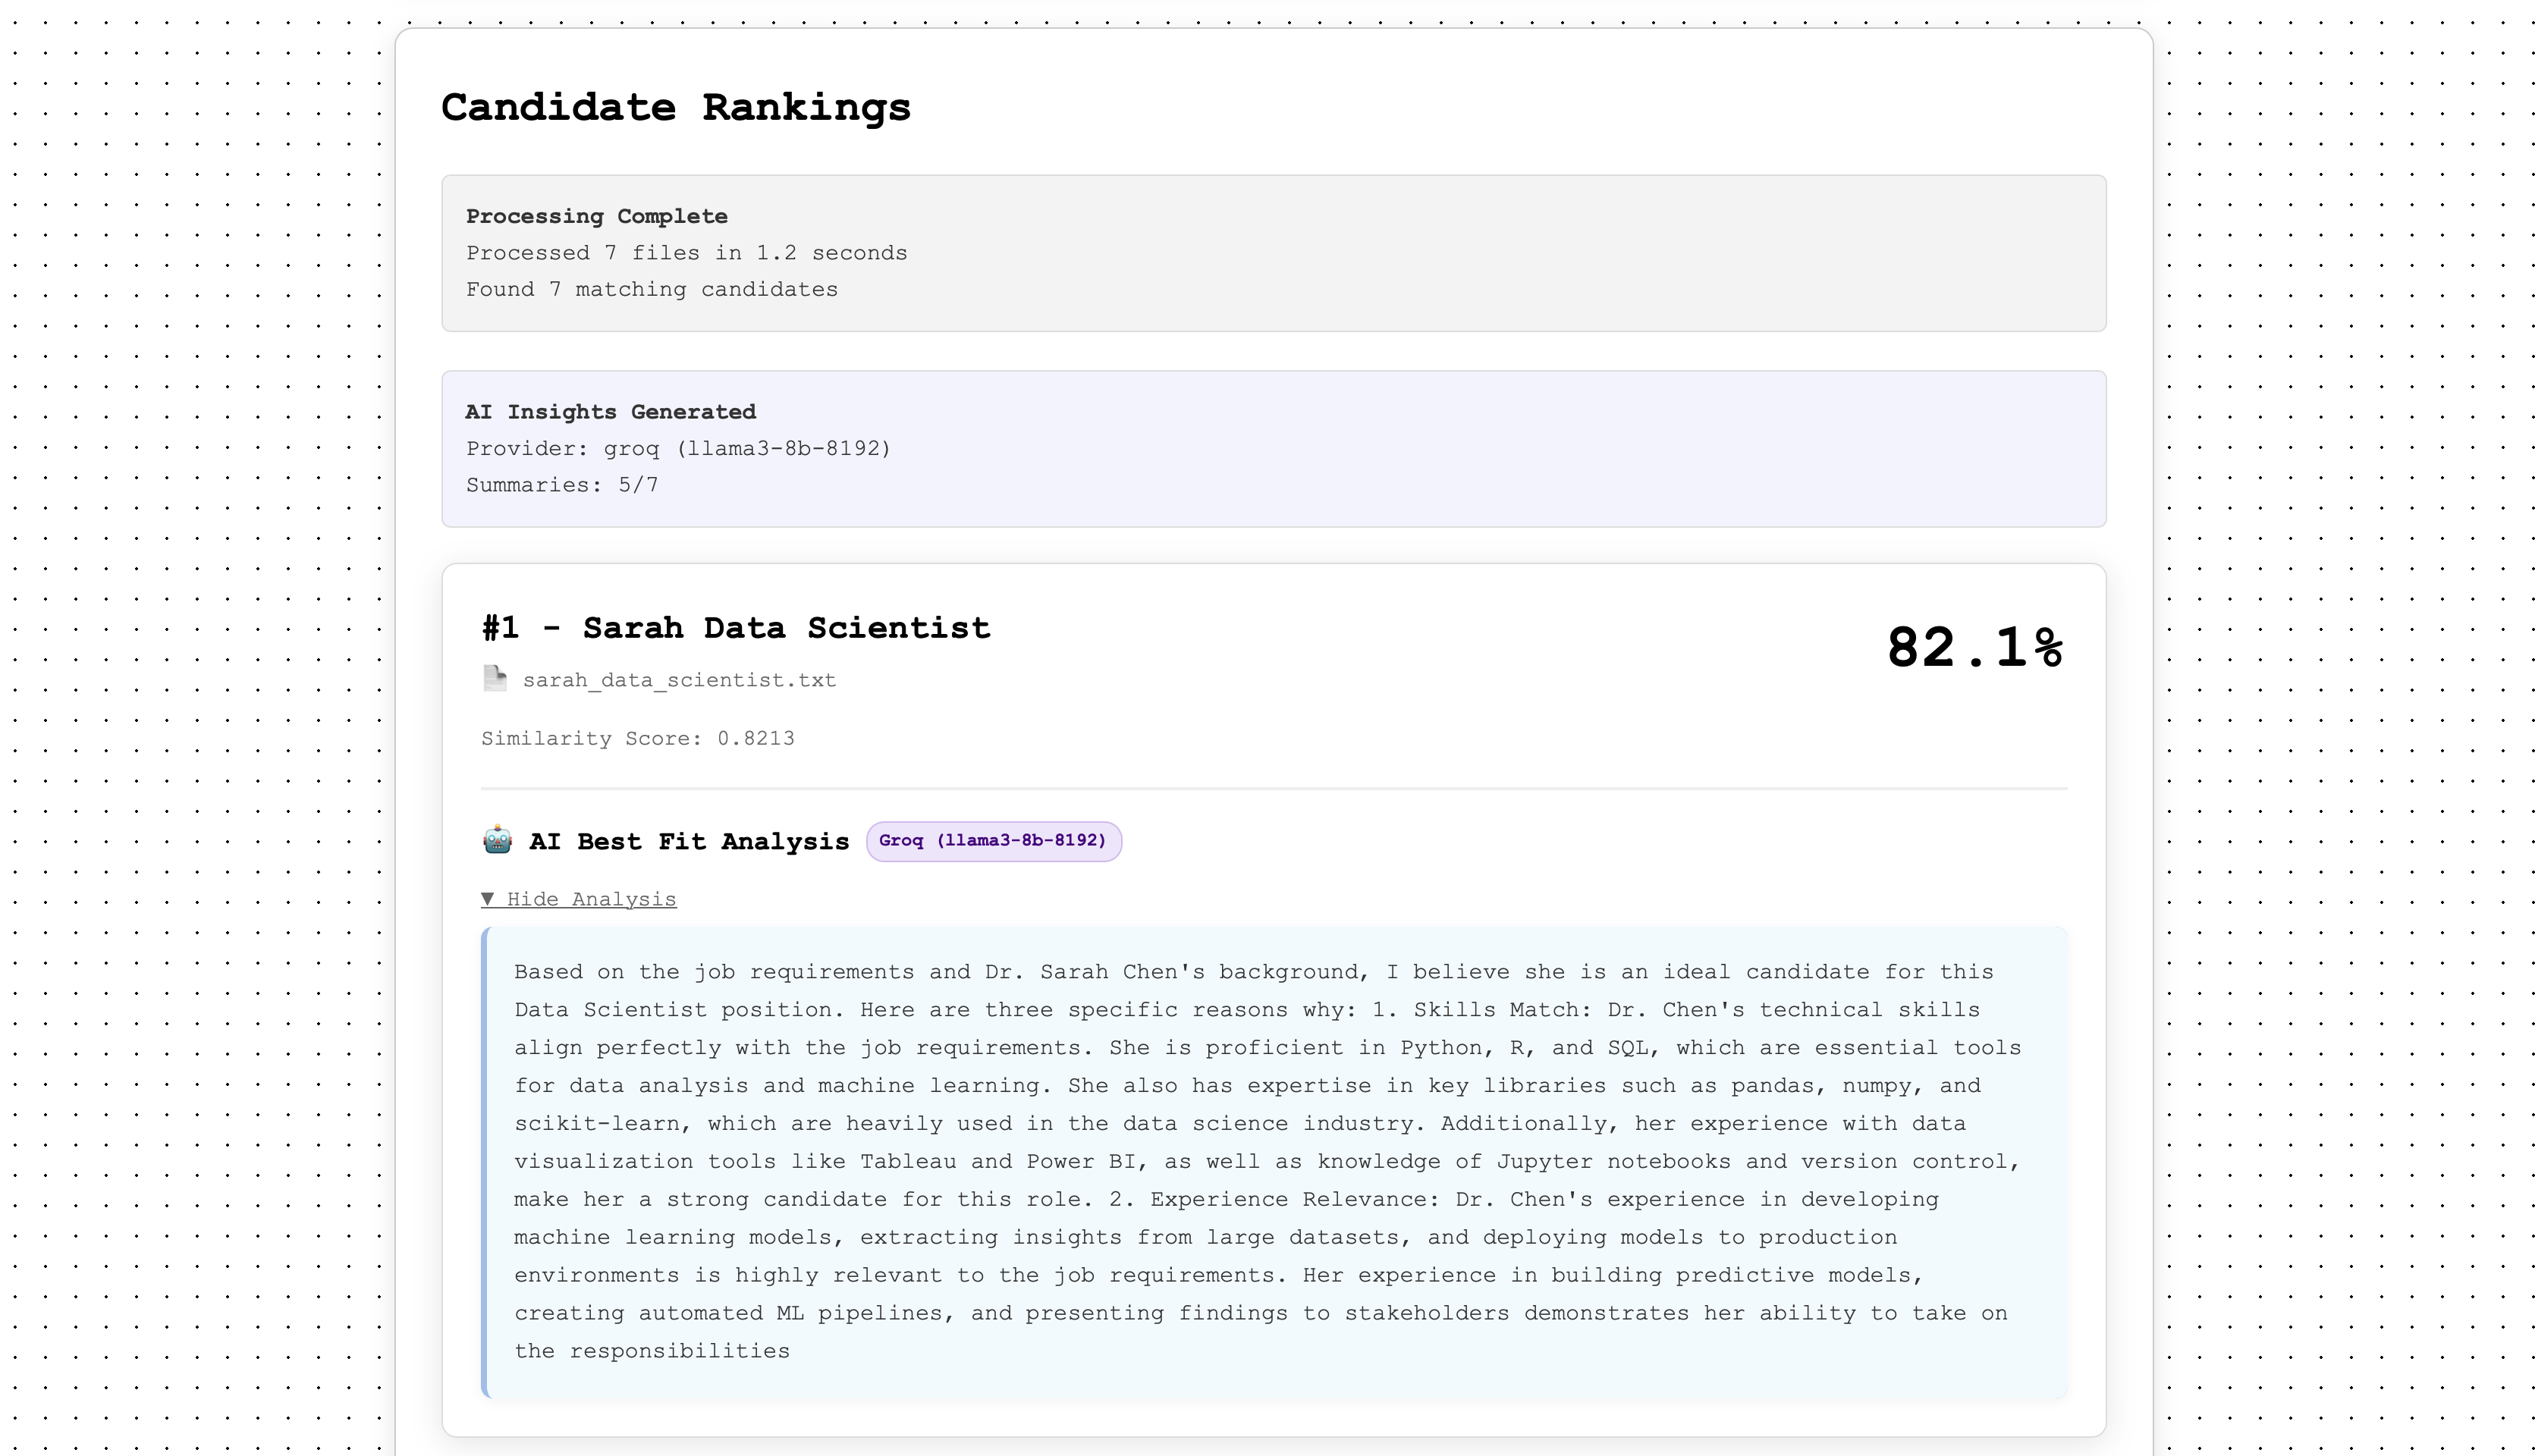 Candidate Rankings
Processing Complete
Processed 7 files in 1.2 seconds
Found 7 matching candidates
AI Insights Generated
Provider: groq (llama3-8b-8192)
Summaries: 5/7
#1 - Sarah Data Scientist
82.1%
sarah_data_scientist.txt
Similarity Score: 0.8213
AI Best Fit Analysis Groq (llama3-8b-8192)
▼ Hide Analysis
Based on the job requirements and Dr. Sarah Chen's background, I believe she is an ideal candidate for this
Data Scientist position. Here are three specific reasons why: 1. Skills Match: Dr. Chen's technical skills
align perfectly with the job requirements. She is proficient in Python, R, and SQL, which are essential tools
for data analysis and machine learning. She also has expertise in key libraries such as pandas, numpy, and
scikit-learn, which are heavily used in the data science industry. Additionally, her experience with data
visualization tools like Tableau and Power BI, as well as knowledge of Jupyter notebooks and version control,
make her a strong candidate for this role. 2. Experience Relevance: Dr. Chen's experience in developing
machine learning models, extracting insights from large datasets, and deploying models to production
environments is highly relevant to the job requirements. Her experience in building predictive models,
creating automated ML pipelines, and presenting findings to stakeholders demonstrates her ability to take on
the responsibilities